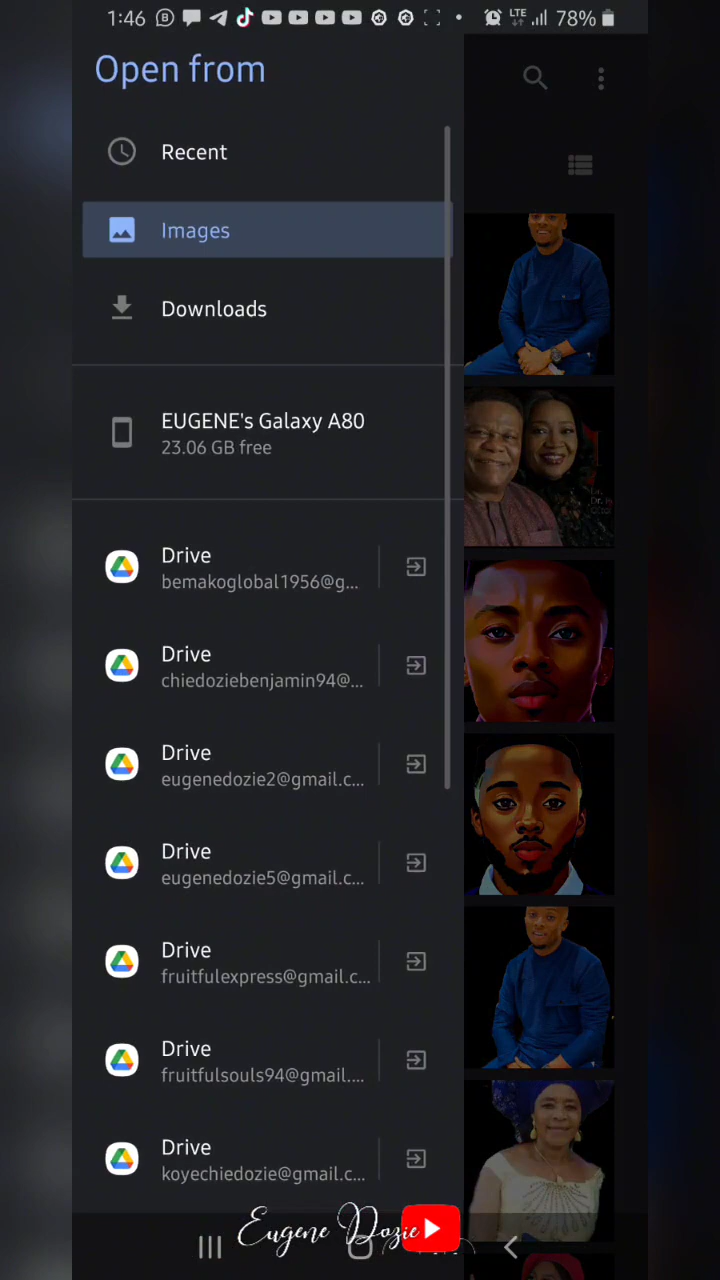 1:46
LTE
78%
Open from
Recent
Images
Downloads
EUGENE's Galaxy A80
23.06 GB free
Drive
bemakoglobal1956@g...
Drive
chiedoziebenjamin94@...
Drive
eugenedozie2@gmail.c...
Drive
eugenedozie5@gmail.c...
Drive
fruitfulexpress@gmail.c...
Drive
fruitfulsouls94@gmail....
Drive
koyechiedozie@gmail.c...
Eugene Dozie